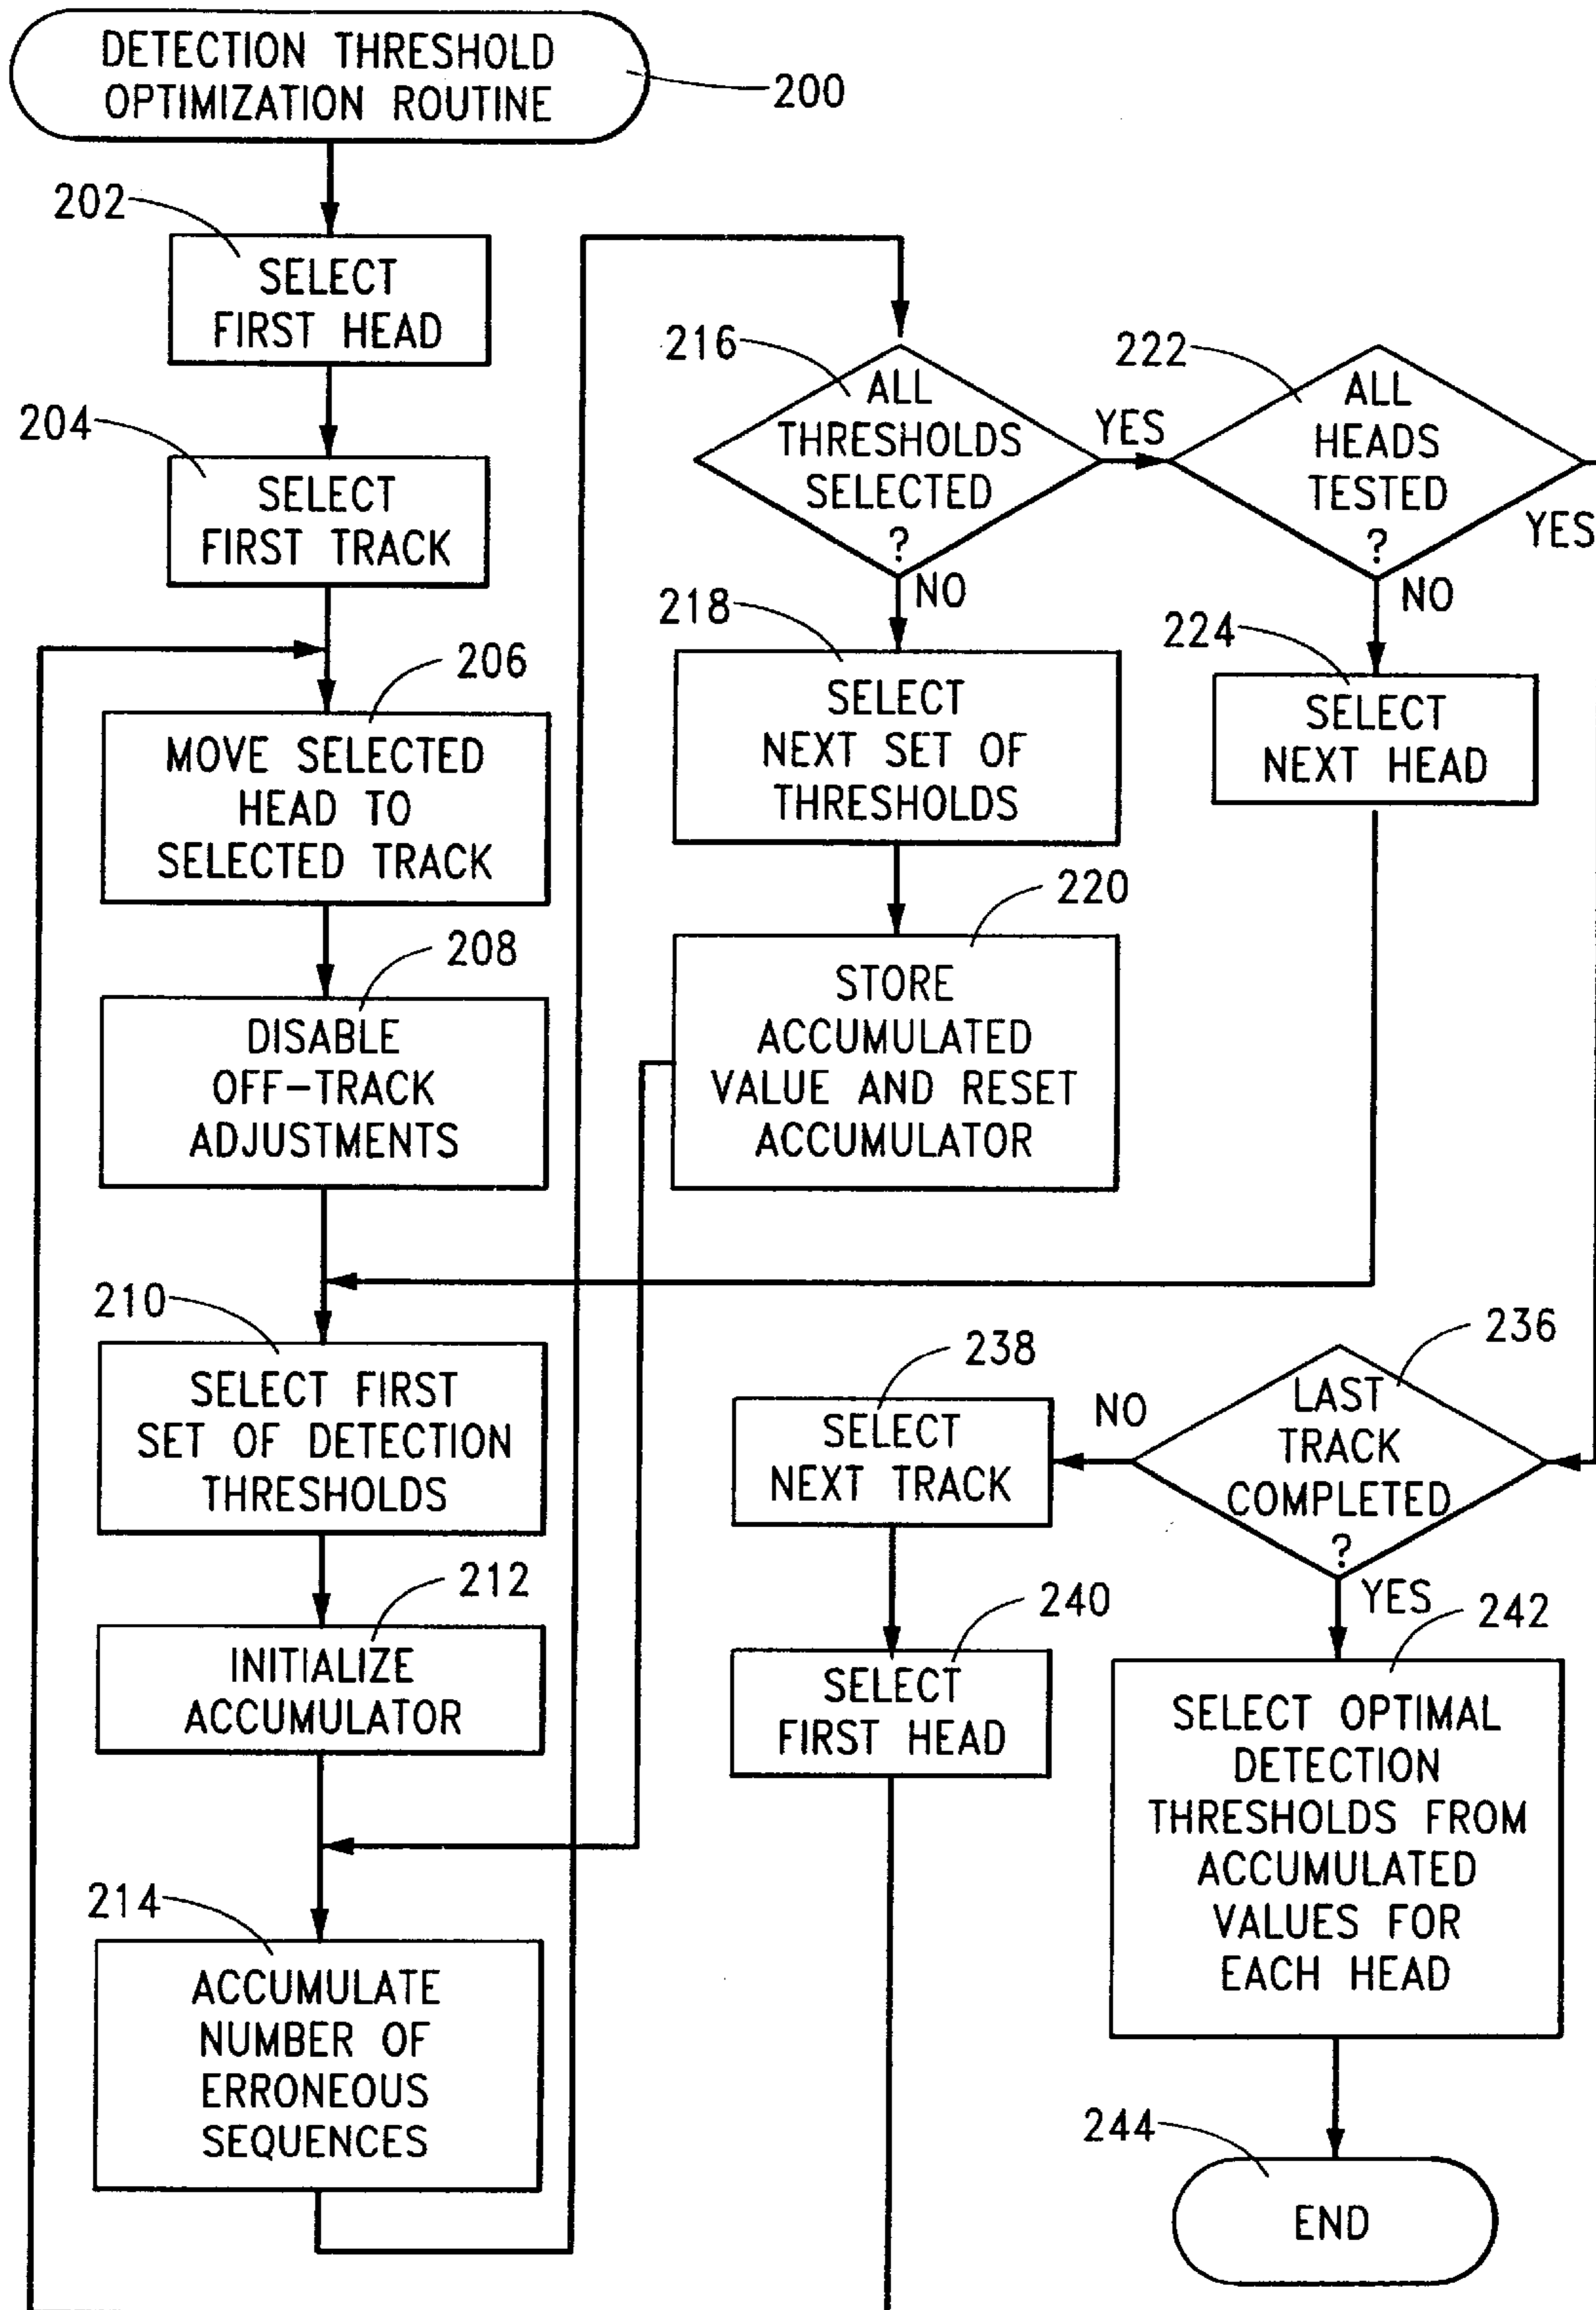 DETECTION THRESHOLD
OPTIMIZATION ROUTINE
200
202
SELECT
FIRST HEAD
204
SELECT
FIRST TRACK
206
MOVE SELECTED
HEAD TO
SELECTED TRACK
208
DISABLE
OFF-TRACK
ADJUSTMENTS
210
SELECT FIRST
SET OF DETECTION
THRESHOLDS
212
INITIALIZE
ACCUMULATOR
214
ACCUMULATE
NUMBER OF
ERRONEOUS
SEQUENCES
216
ALL
THRESHOLDS
SELECTED
?
YES
NO
218
SELECT
NEXT SET OF
THRESHOLDS
220
STORE
ACCUMULATED
VALUE AND RESET
ACCUMULATOR
222
ALL
HEADS
TESTED
?
YES
NO
224
SELECT
NEXT HEAD
236
LAST
TRACK
COMPLETED
?
NO
YES
238
SELECT
NEXT TRACK
240
SELECT
FIRST HEAD
242
SELECT OPTIMAL
DETECTION
THRESHOLDS FROM
ACCUMULATED
VALUES FOR
EACH HEAD
244
END